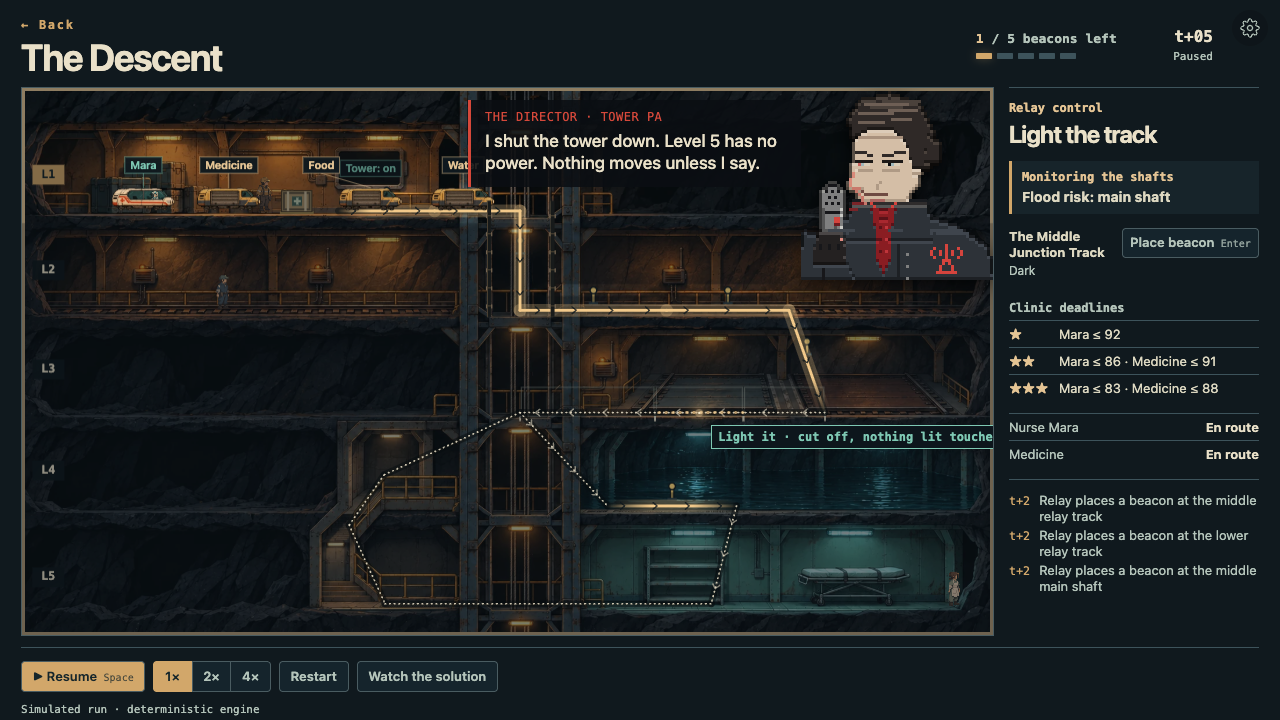 ← Back
The Descent
1 / 5 beacons left
t+05
Paused
THE DIRECTOR · TOWER PA
I shut the tower down. Level 5 has no
power. Nothing moves unless I say.
L1
Mara
Medicine
Food
Tower: on
Wat
L2
L3
L4
L5
Light it · cut off, nothing lit touche
Relay control
Light the track
Monitoring the shafts
Flood risk: main shaft
The Middle
Junction Track
Dark
Place beacon Enter
Clinic deadlines
★ Mara ≤ 92
★★ Mara ≤ 86 · Medicine ≤ 91
★★★ Mara ≤ 83 · Medicine ≤ 88
Nurse Mara En route
Medicine En route
t+2 Relay places a beacon at the middle
relay track
t+2 Relay places a beacon at the lower
relay track
t+2 Relay places a beacon at the middle
main shaft
▶ Resume Space
1×
2×
4×
Restart
Watch the solution
Simulated run · deterministic engine